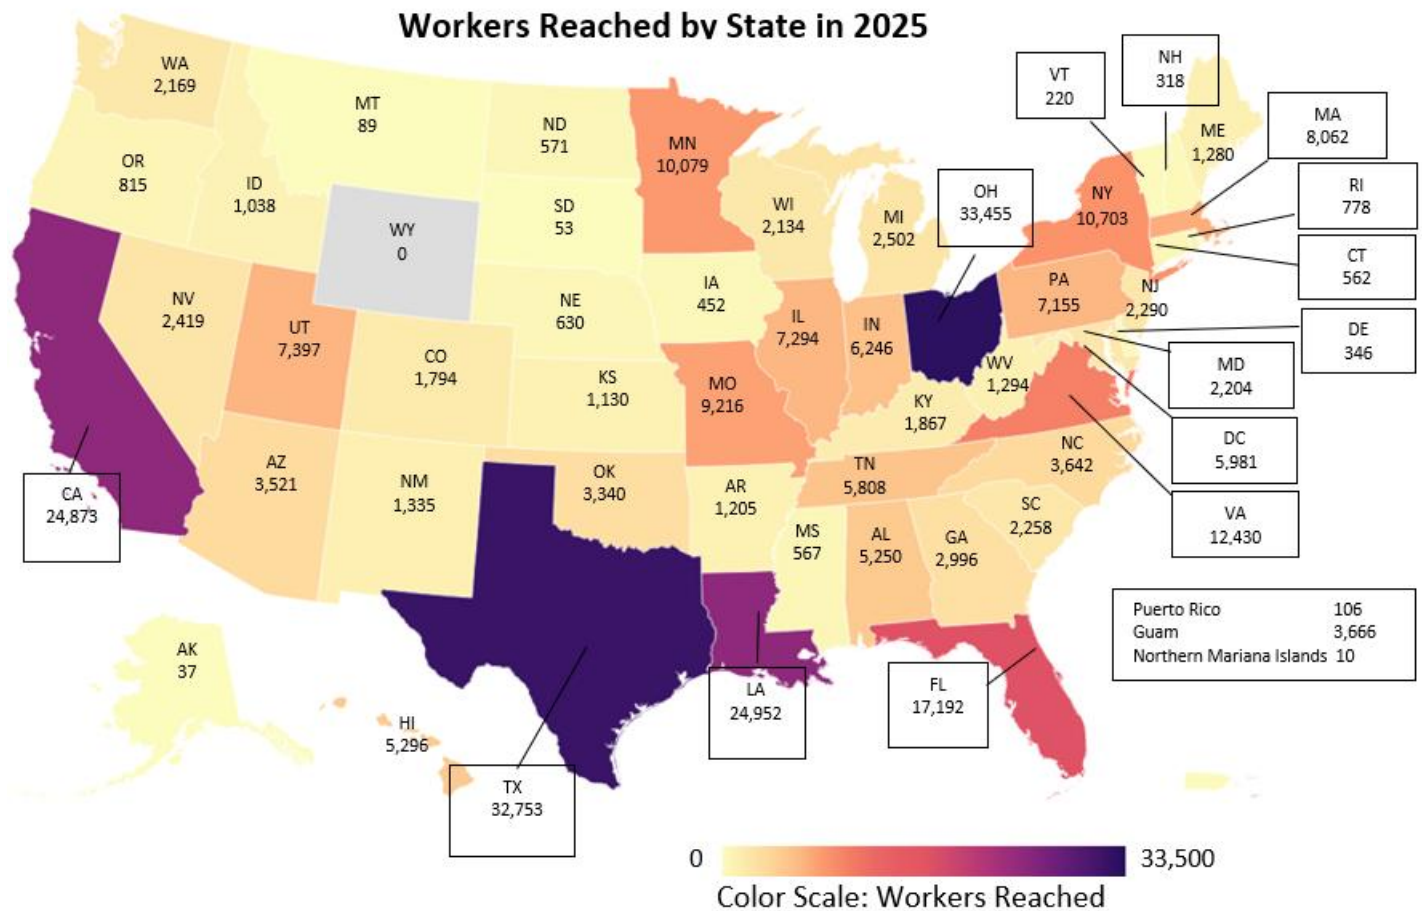 Workers Reached by State in 2025
WA
2,169
MT
89
ND
571
MN
10,079
VT
220
NH
318
ME
1,280
MA
8,062
OR
815
ID
1,038
WY
0
SD
53
WI
2,134
MI
2,502
OH
33,455
NY
10,703
RI
778
CT
562
NV
2,419
UT
7,397
CO
1,794
NE
630
IA
452
IL
7,294
IN
6,246
PA
7,155
NJ
2,290
DE
346
MD
2,204
KS
1,130
MO
9,216
KY
1,867
WV
1,294
DC
5,981
VA
12,430
CA
24,873
AZ
3,521
NM
1,335
OK
3,340
AR
1,205
TN
5,808
NC
3,642
SC
2,258
MS
567
AL
5,250
GA
2,996
Puerto Rico 106
Guam 3,666
Northern Mariana Islands 10
AK
37
HI
5,296
TX
32,753
LA
24,952
FL
17,192
0 33,500
Color Scale: Workers Reached